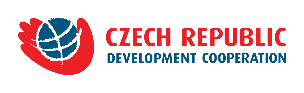 CZECH REPUBLIC
DEVELOPMENT COOPERATION